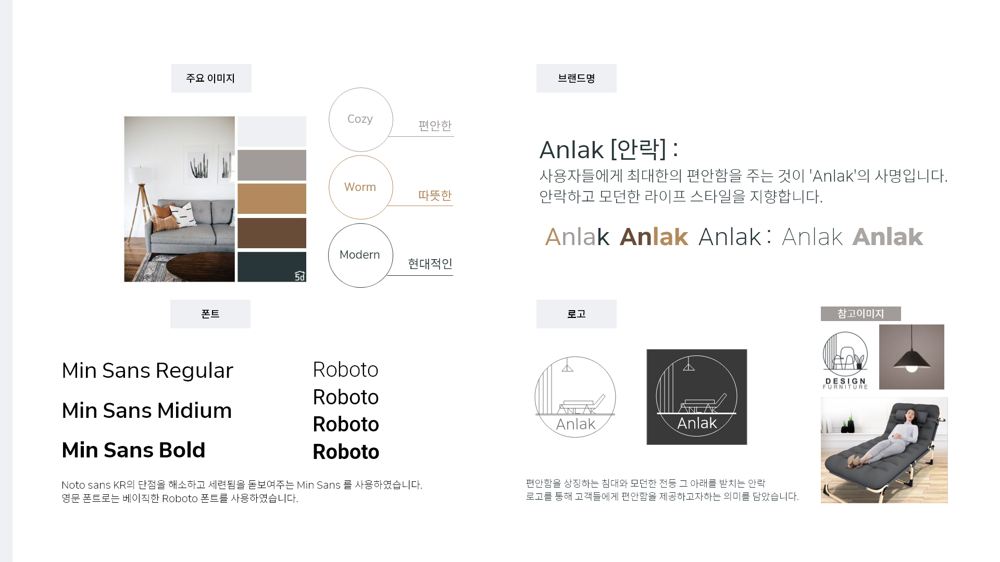 주요 이미지
Cozy
편안한
Worm
따뜻한
Modern
현대적인
5d
폰트
Min Sans Regular
Min Sans Midium
Min Sans Bold
Roboto
Roboto
Roboto
Roboto
Noto sans KR의 단점을 해소하고 세련됨을 돋보여주는 Min Sans 를 사용하였습니다.
영문 폰트로는 베이직한 Roboto 폰트를 사용하였습니다.
브랜드명
Anlak [안락] :
사용자들에게 최대한의 편안함을 주는 것이 'Anlak'의 사명입니다.
안락하고 모던한 라이프 스타일을 지향합니다.
Anlak Anlak Anlak : Anlak Anlak
로고
Anlak
Anlak
편안함을 상징하는 침대와 모던한 전등 그 아래를 받치는 안락
로고를 통해 고객들에게 편안함을 제공하고자하는 의미를 담았습니다.
참고이미지
DESIGN
FURNITURE